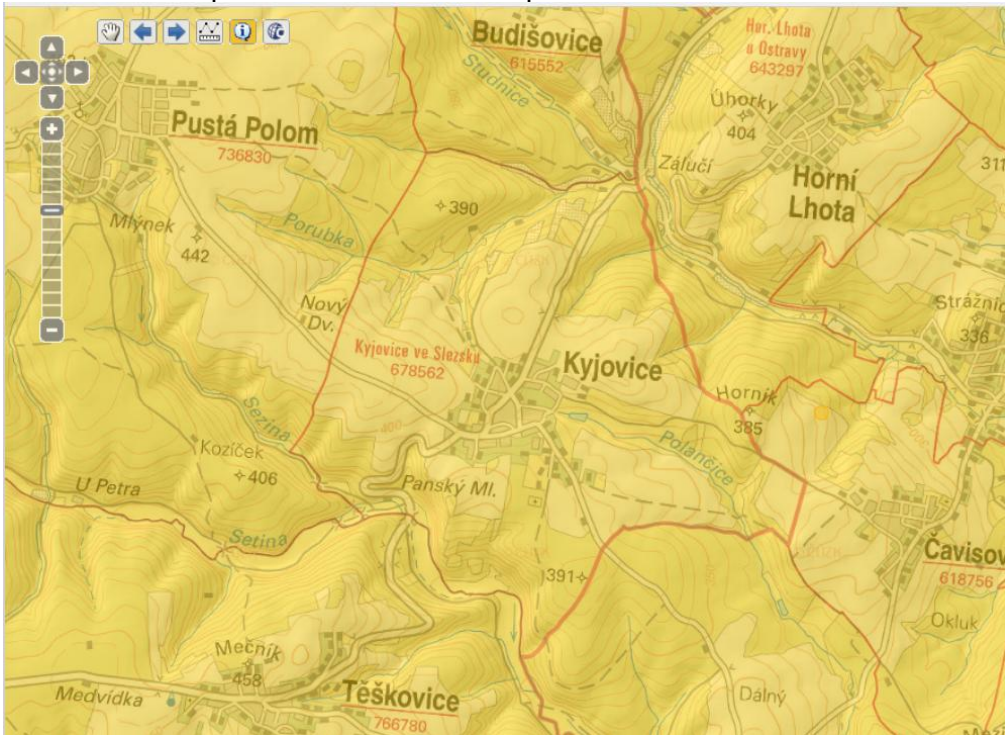 Budišovice
615552
Hor. Lhota
u Ostravy
643297
Studnice
Úhorky
404
Pustá Polom
736830
Zálučí
311
Horní
Lhota
390
Mlýnek
Porubka
442
Nový
Dv.
Strážnic
336
Kyjovice ve Slezsku
678562
Kyjovice
Horník
385
400
Sezina
Polančice
Kozíček
406
U Petra
Panský Ml.
Setina
391
Čavisov
618756
Okluk
Mečník
458
Medvídka
Těškovice
766780
Dálný